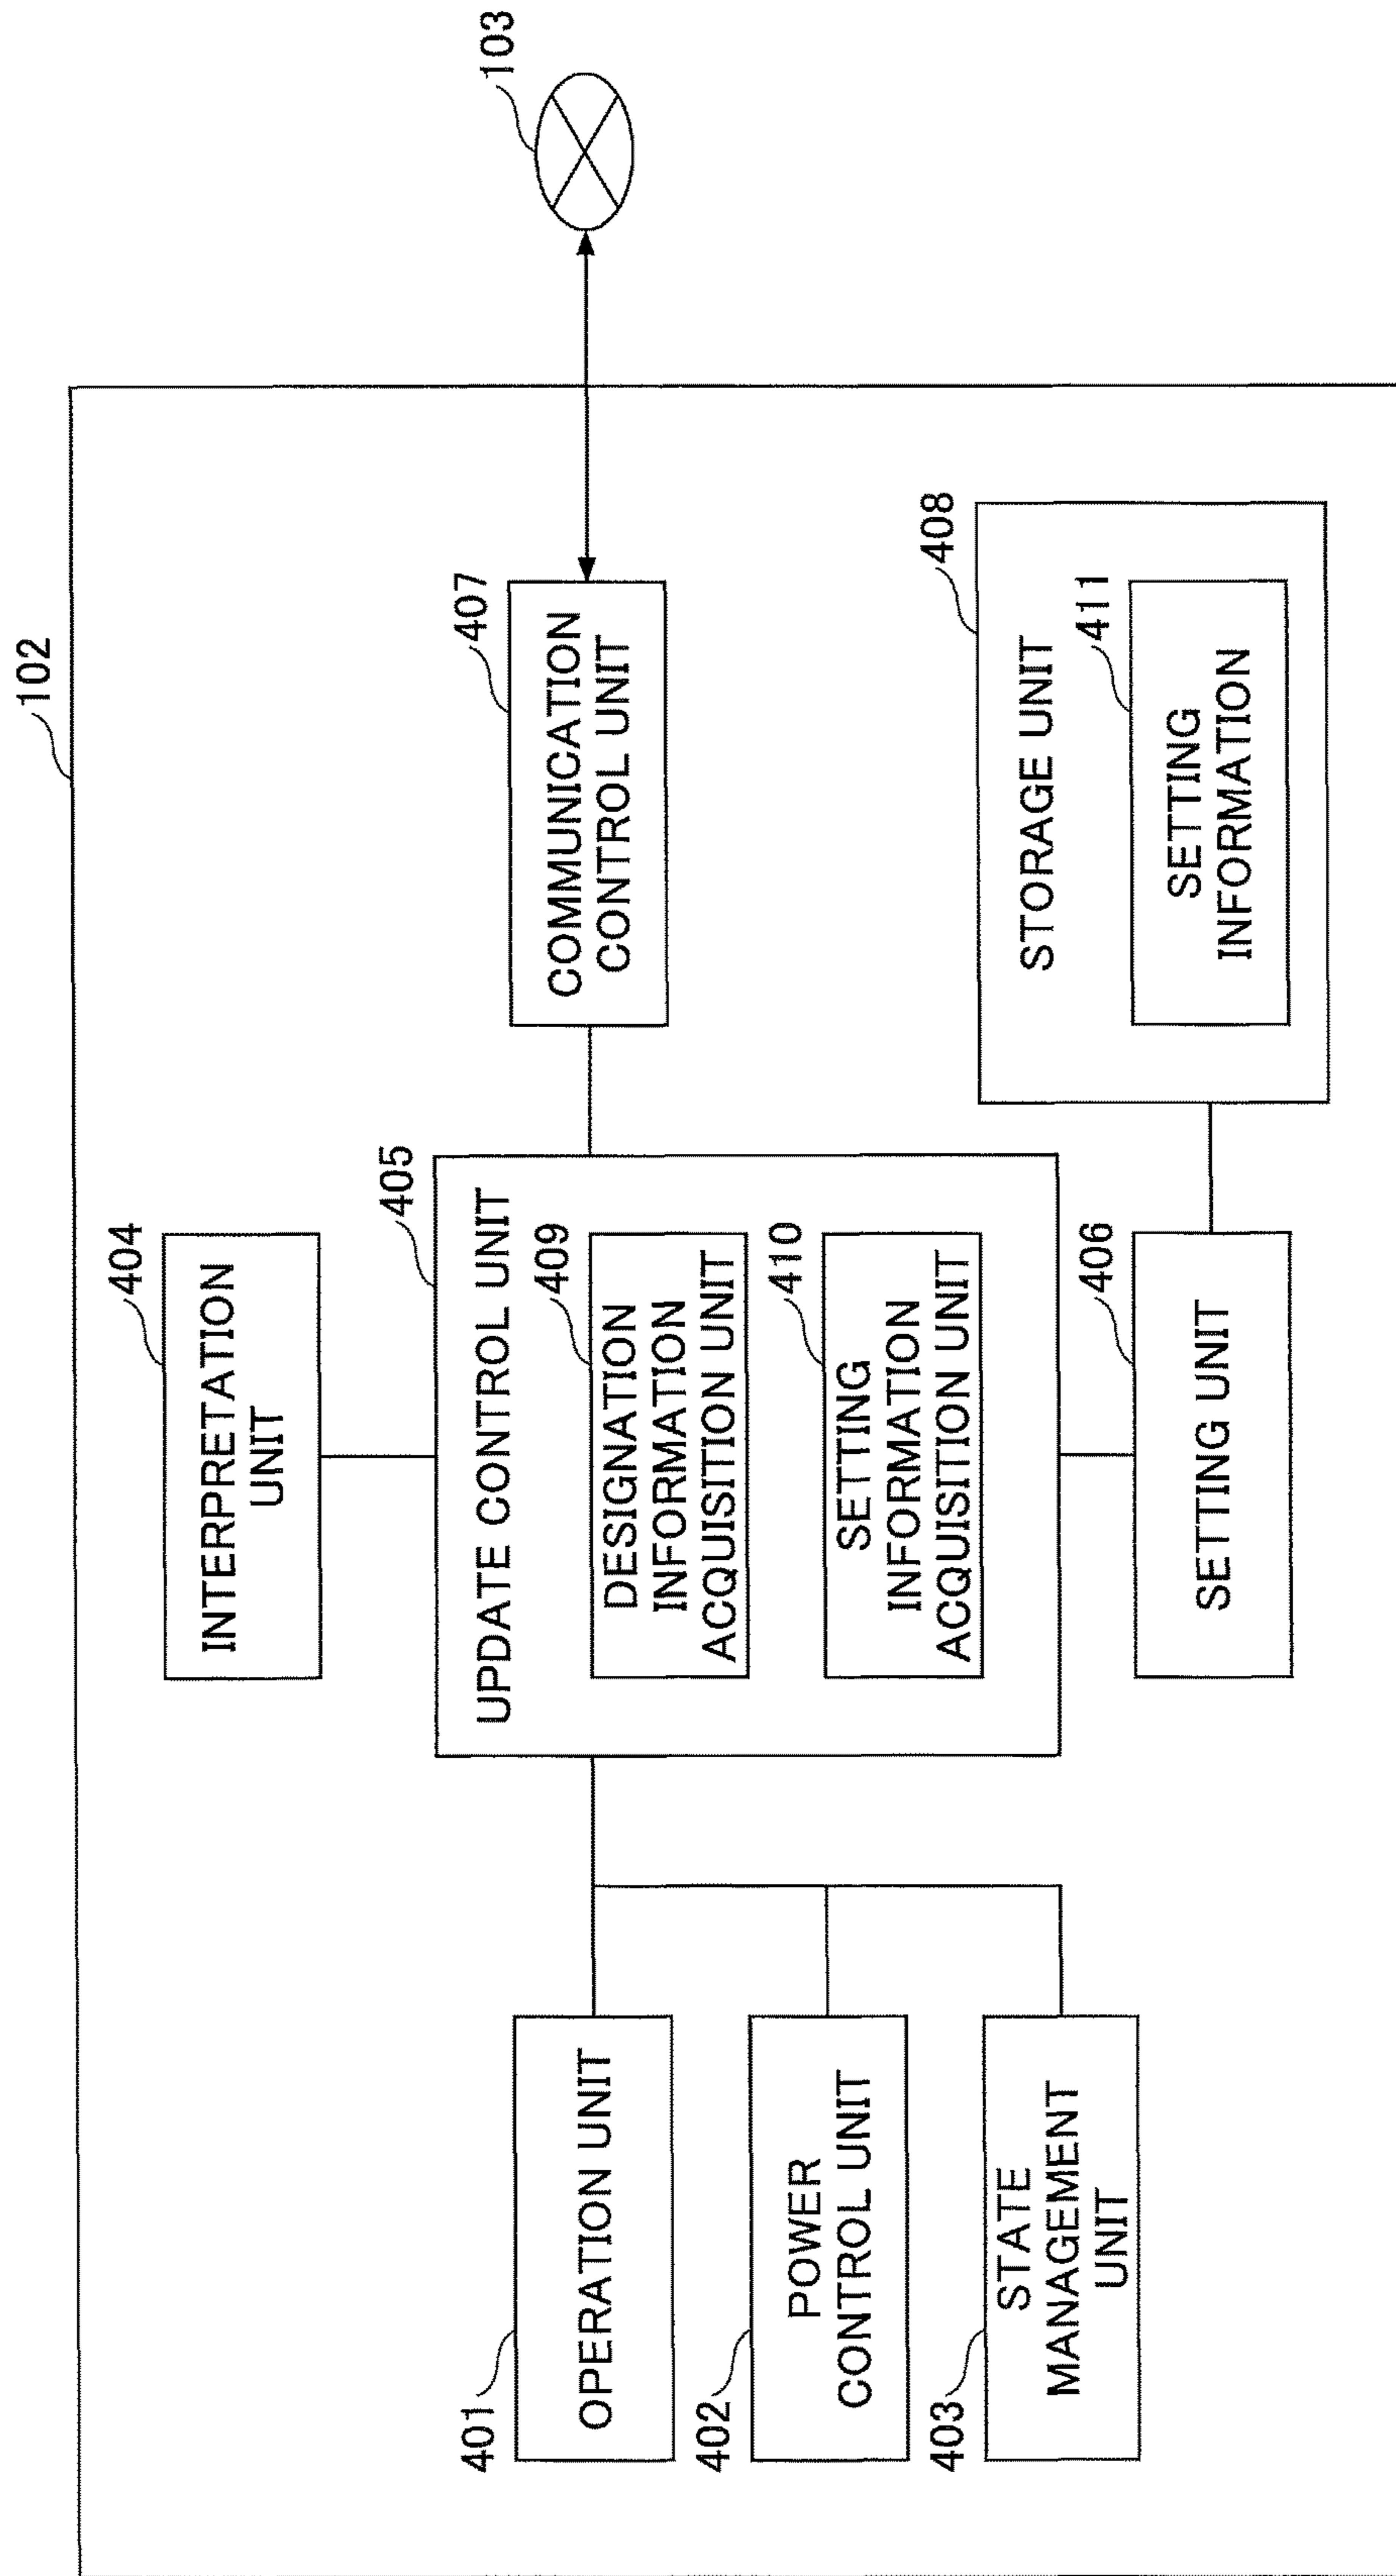 102
103
404
INTERPRETATION
UNIT
405
UPDATE CONTROL UNIT
409
DESIGNATION
INFORMATION
ACQUISITION UNIT
410
SETTING
INFORMATION
ACQUISITION UNIT
401
OPERATION UNIT
402
POWER
CONTROL UNIT
403
STATE
MANAGEMENT
UNIT
407
COMMUNICATION
CONTROL UNIT
406
SETTING UNIT
408
STORAGE UNIT
411
SETTING
INFORMATION